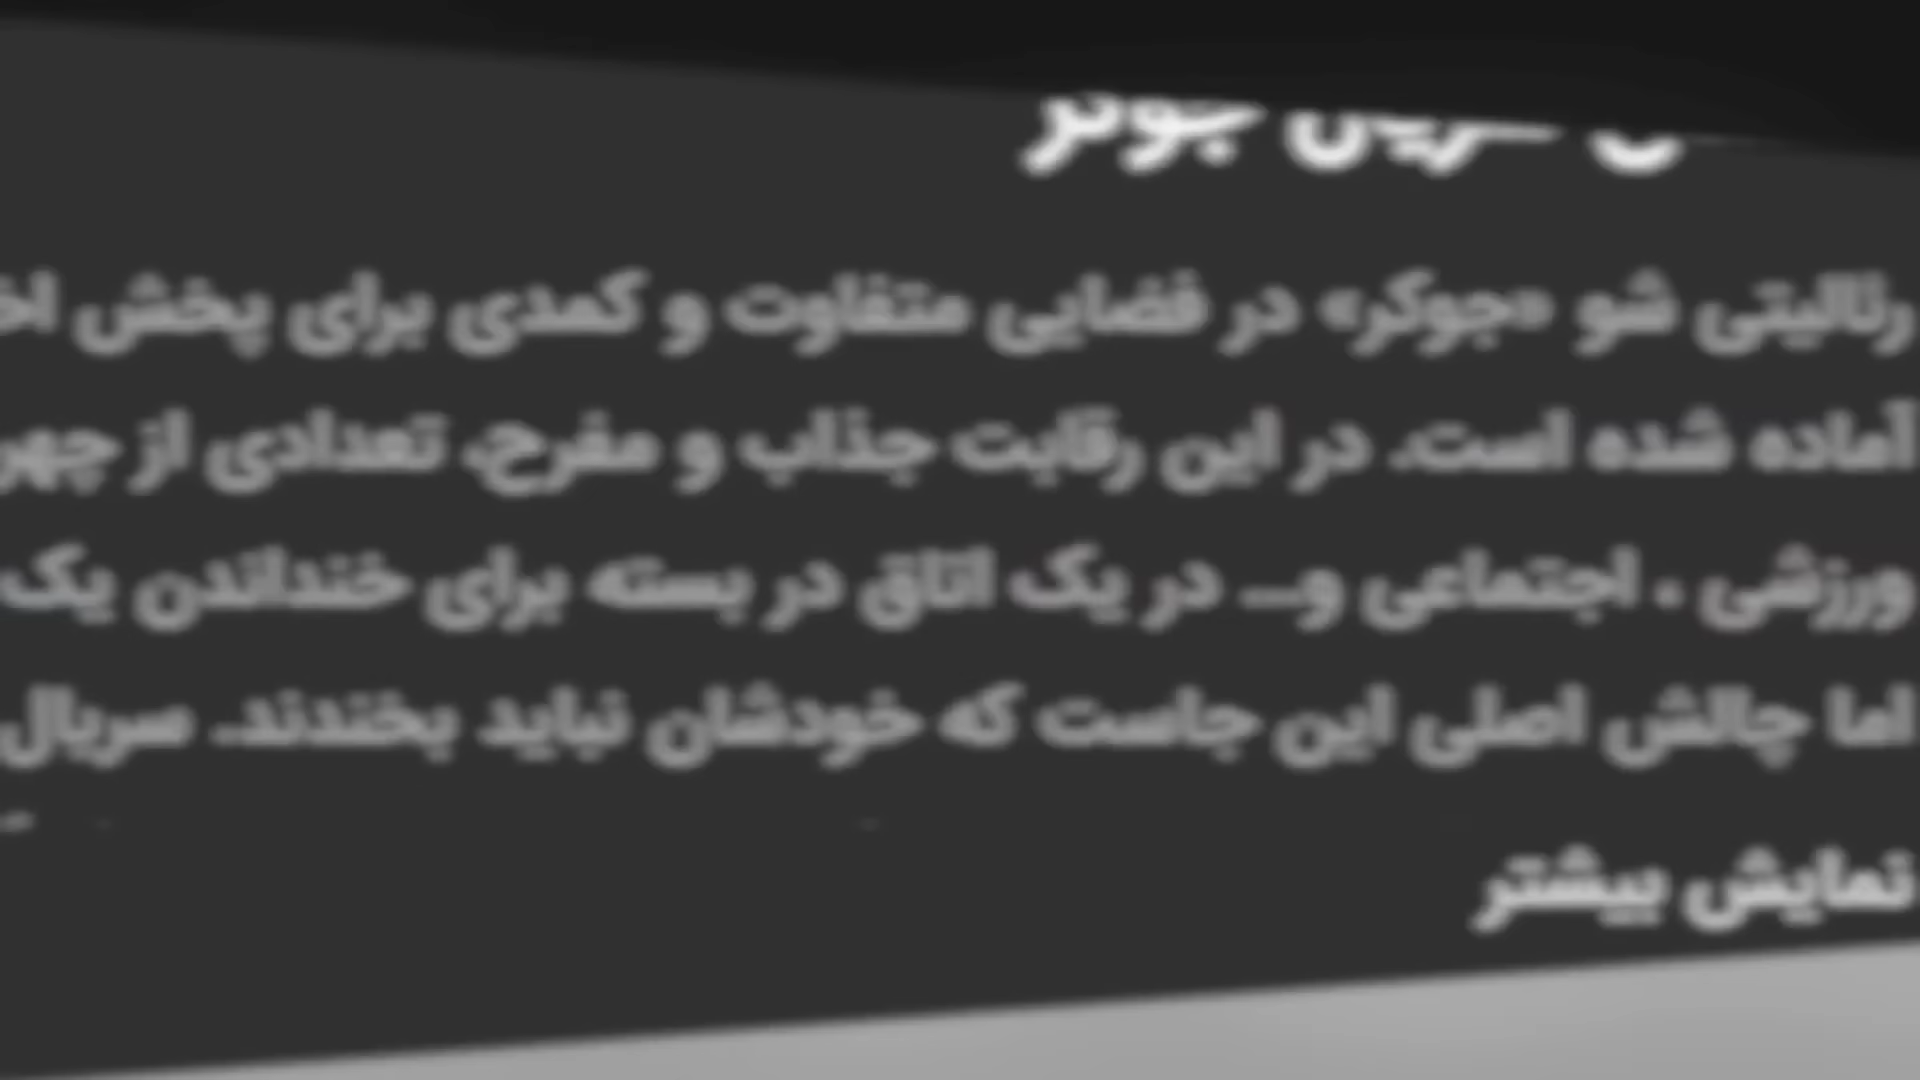 سریال جوکر
رئالیتی شو «جوکر» در فضایی متفاوت و کمدی برای پخش
آماده شده است. در این رقابت جذاب و مفرح، تعدادی از
ورزشی ، اجتماعی و... در یک اتاق در بسته برای خنداندن یک
اما چالش اصلی این جاست که خودشان نباید بخندند. سریال
نمایش بیشتر